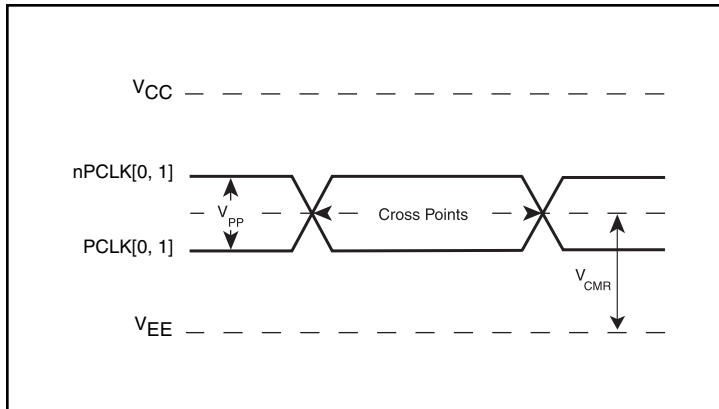 VCC
nPCLK[0, 1]
VPP
Cross Points
PCLK[0, 1]
VCMR
VEE